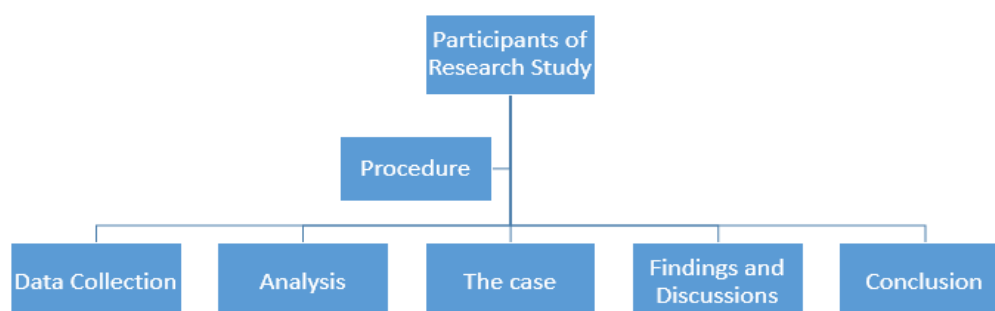 Participants of
Research Study
Procedure
Data Collection
Analysis
The case
Findings and
Discussions
Conclusion